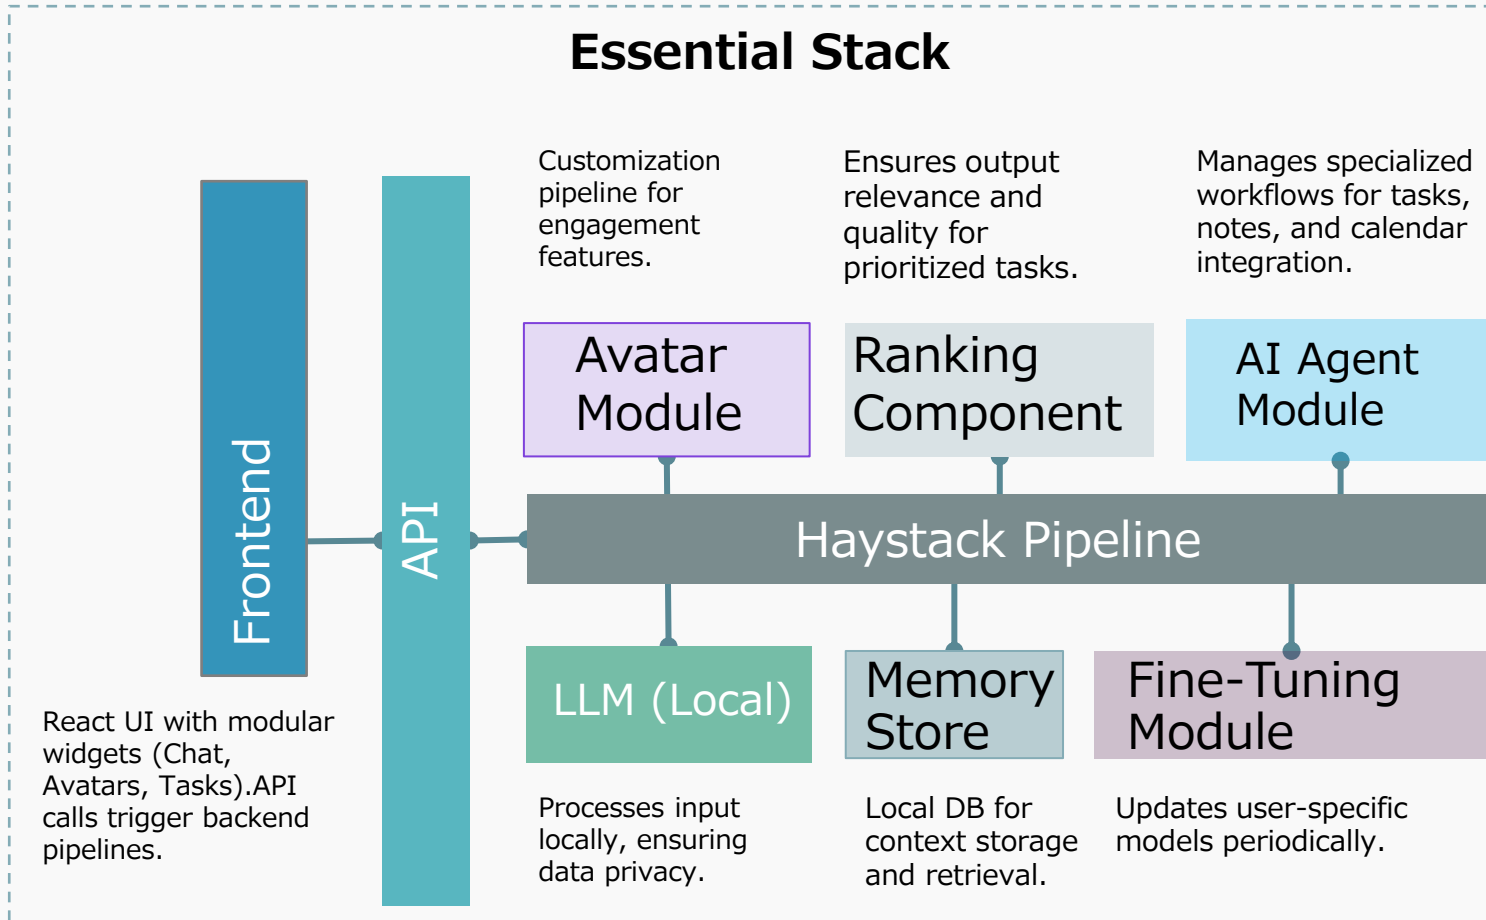 Essential Stack
Customization
pipeline for
engagement
features.
Ensures output
relevance and
quality for
prioritized tasks.
Manages specialized
workflows for tasks,
notes, and calendar
integration.
Avatar
Module
Ranking
Component
AI Agent
Module
Frontend
API
Haystack Pipeline
LLM (Local)
Memory
Store
Fine-Tuning
Module
React UI with modular
widgets (Chat,
Avatars, Tasks).API
calls trigger backend
pipelines.
Processes input
locally, ensuring
data privacy.
Local DB for
context storage
and retrieval.
Updates user-specific
models periodically.